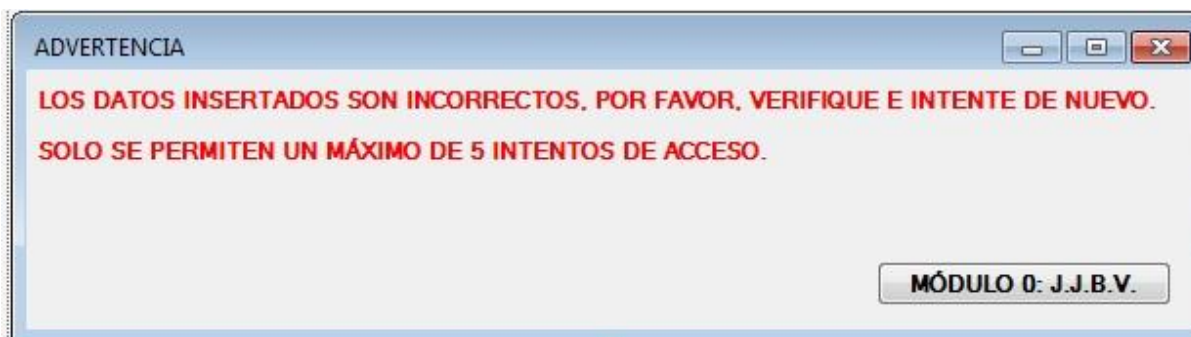 ADVERTENCIA
LOS DATOS INSERTADOS SON INCORRECTOS, POR FAVOR, VERIFIQUE E INTENTE DE NUEVO.
SOLO SE PERMITEN UN MÁXIMO DE 5 INTENTOS DE ACCESO.
MÓDULO 0: J.J.B.V.